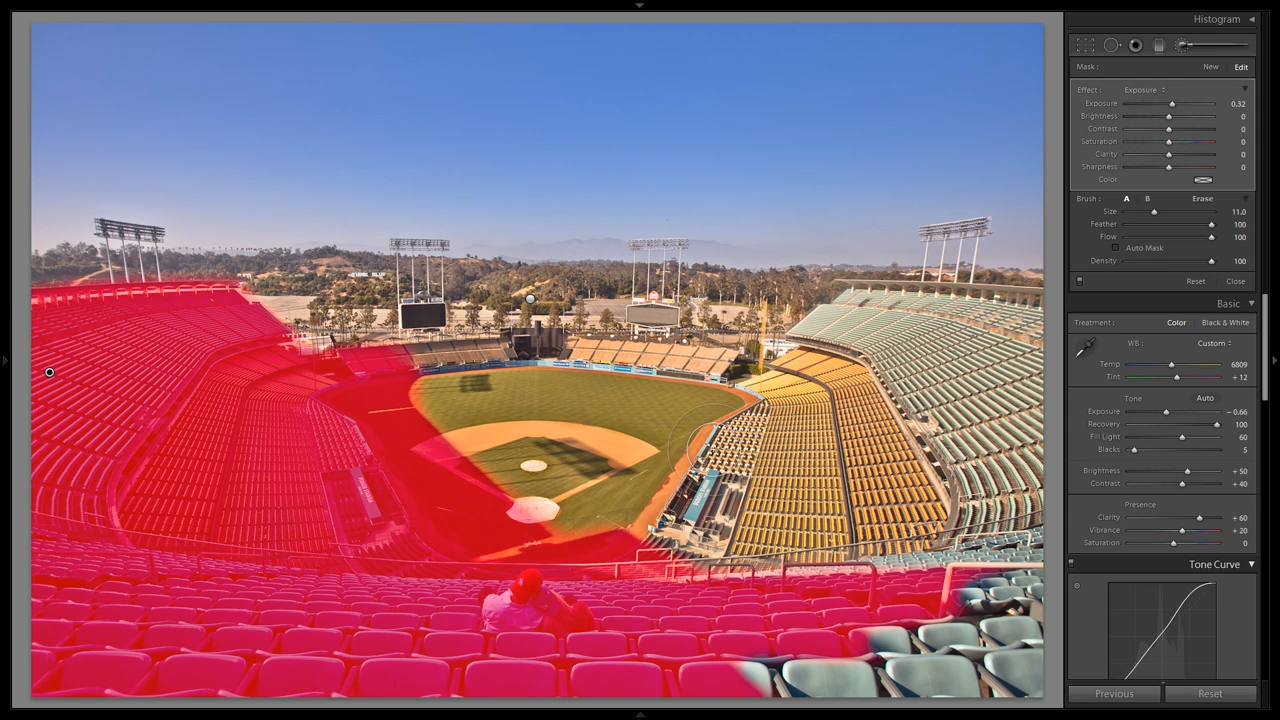 Histogram
Mask : New Edit
Effect : Exposure
Exposure 0.32
Brightness 0
Contrast 0
Saturation 0
Clarity 0
Sharpness 0
Color
Brush : A B Erase
Size 11.0
Feather 100
Flow 100
Auto Mask
Density 100
Reset Close
Basic
Treatment : Color Black & White
WB : Custom
Temp 6809
Tint + 12
Tone Auto
Exposure − 0.66
Recovery 100
Fill Light 60
Blacks 5
Brightness + 50
Contrast + 40
Presence
Clarity + 60
Vibrance + 20
Saturation 0
Tone Curve
Previous Reset
THINK BLUE